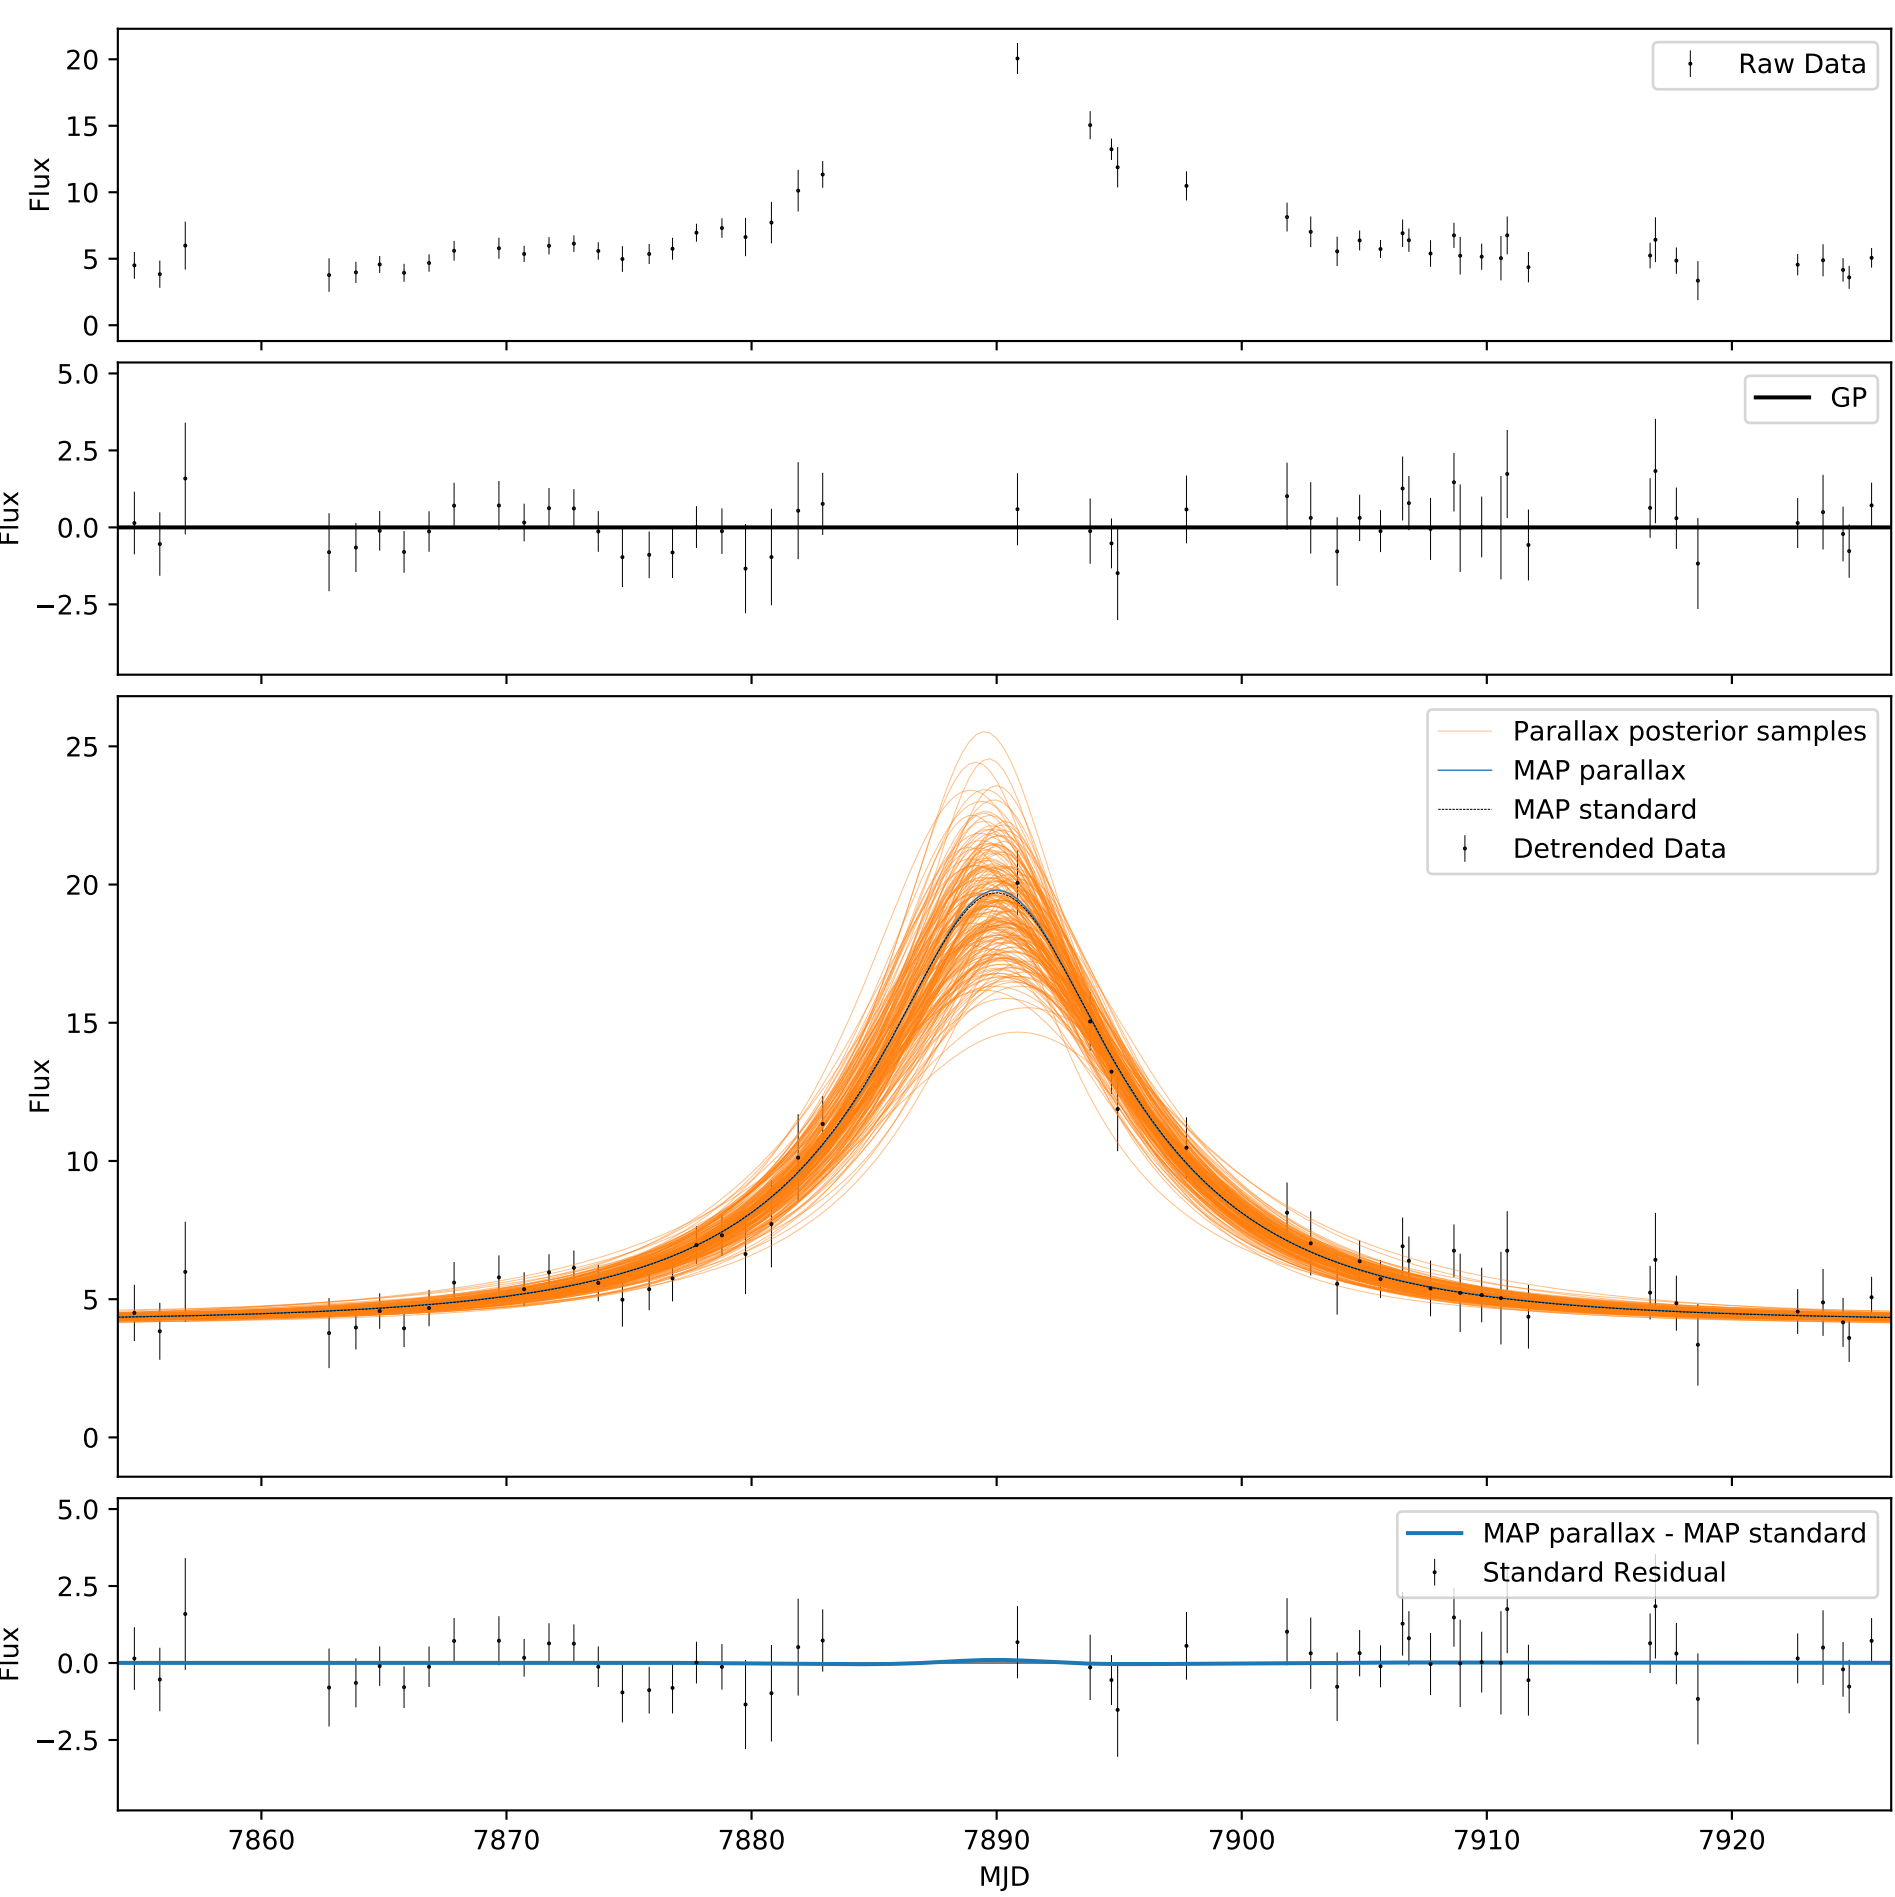 20
15
10
5
0
Flux
Raw Data
5.0
2.5
0.0
−2.5
Flux
GP
25
20
15
10
5
0
Flux
Parallax posterior samples
MAP parallax
MAP standard
Detrended Data
5.0
2.5
0.0
−2.5
Flux
MAP parallax - MAP standard
Standard Residual
7860 7870 7880 7890 7900 7910 7920
MJD